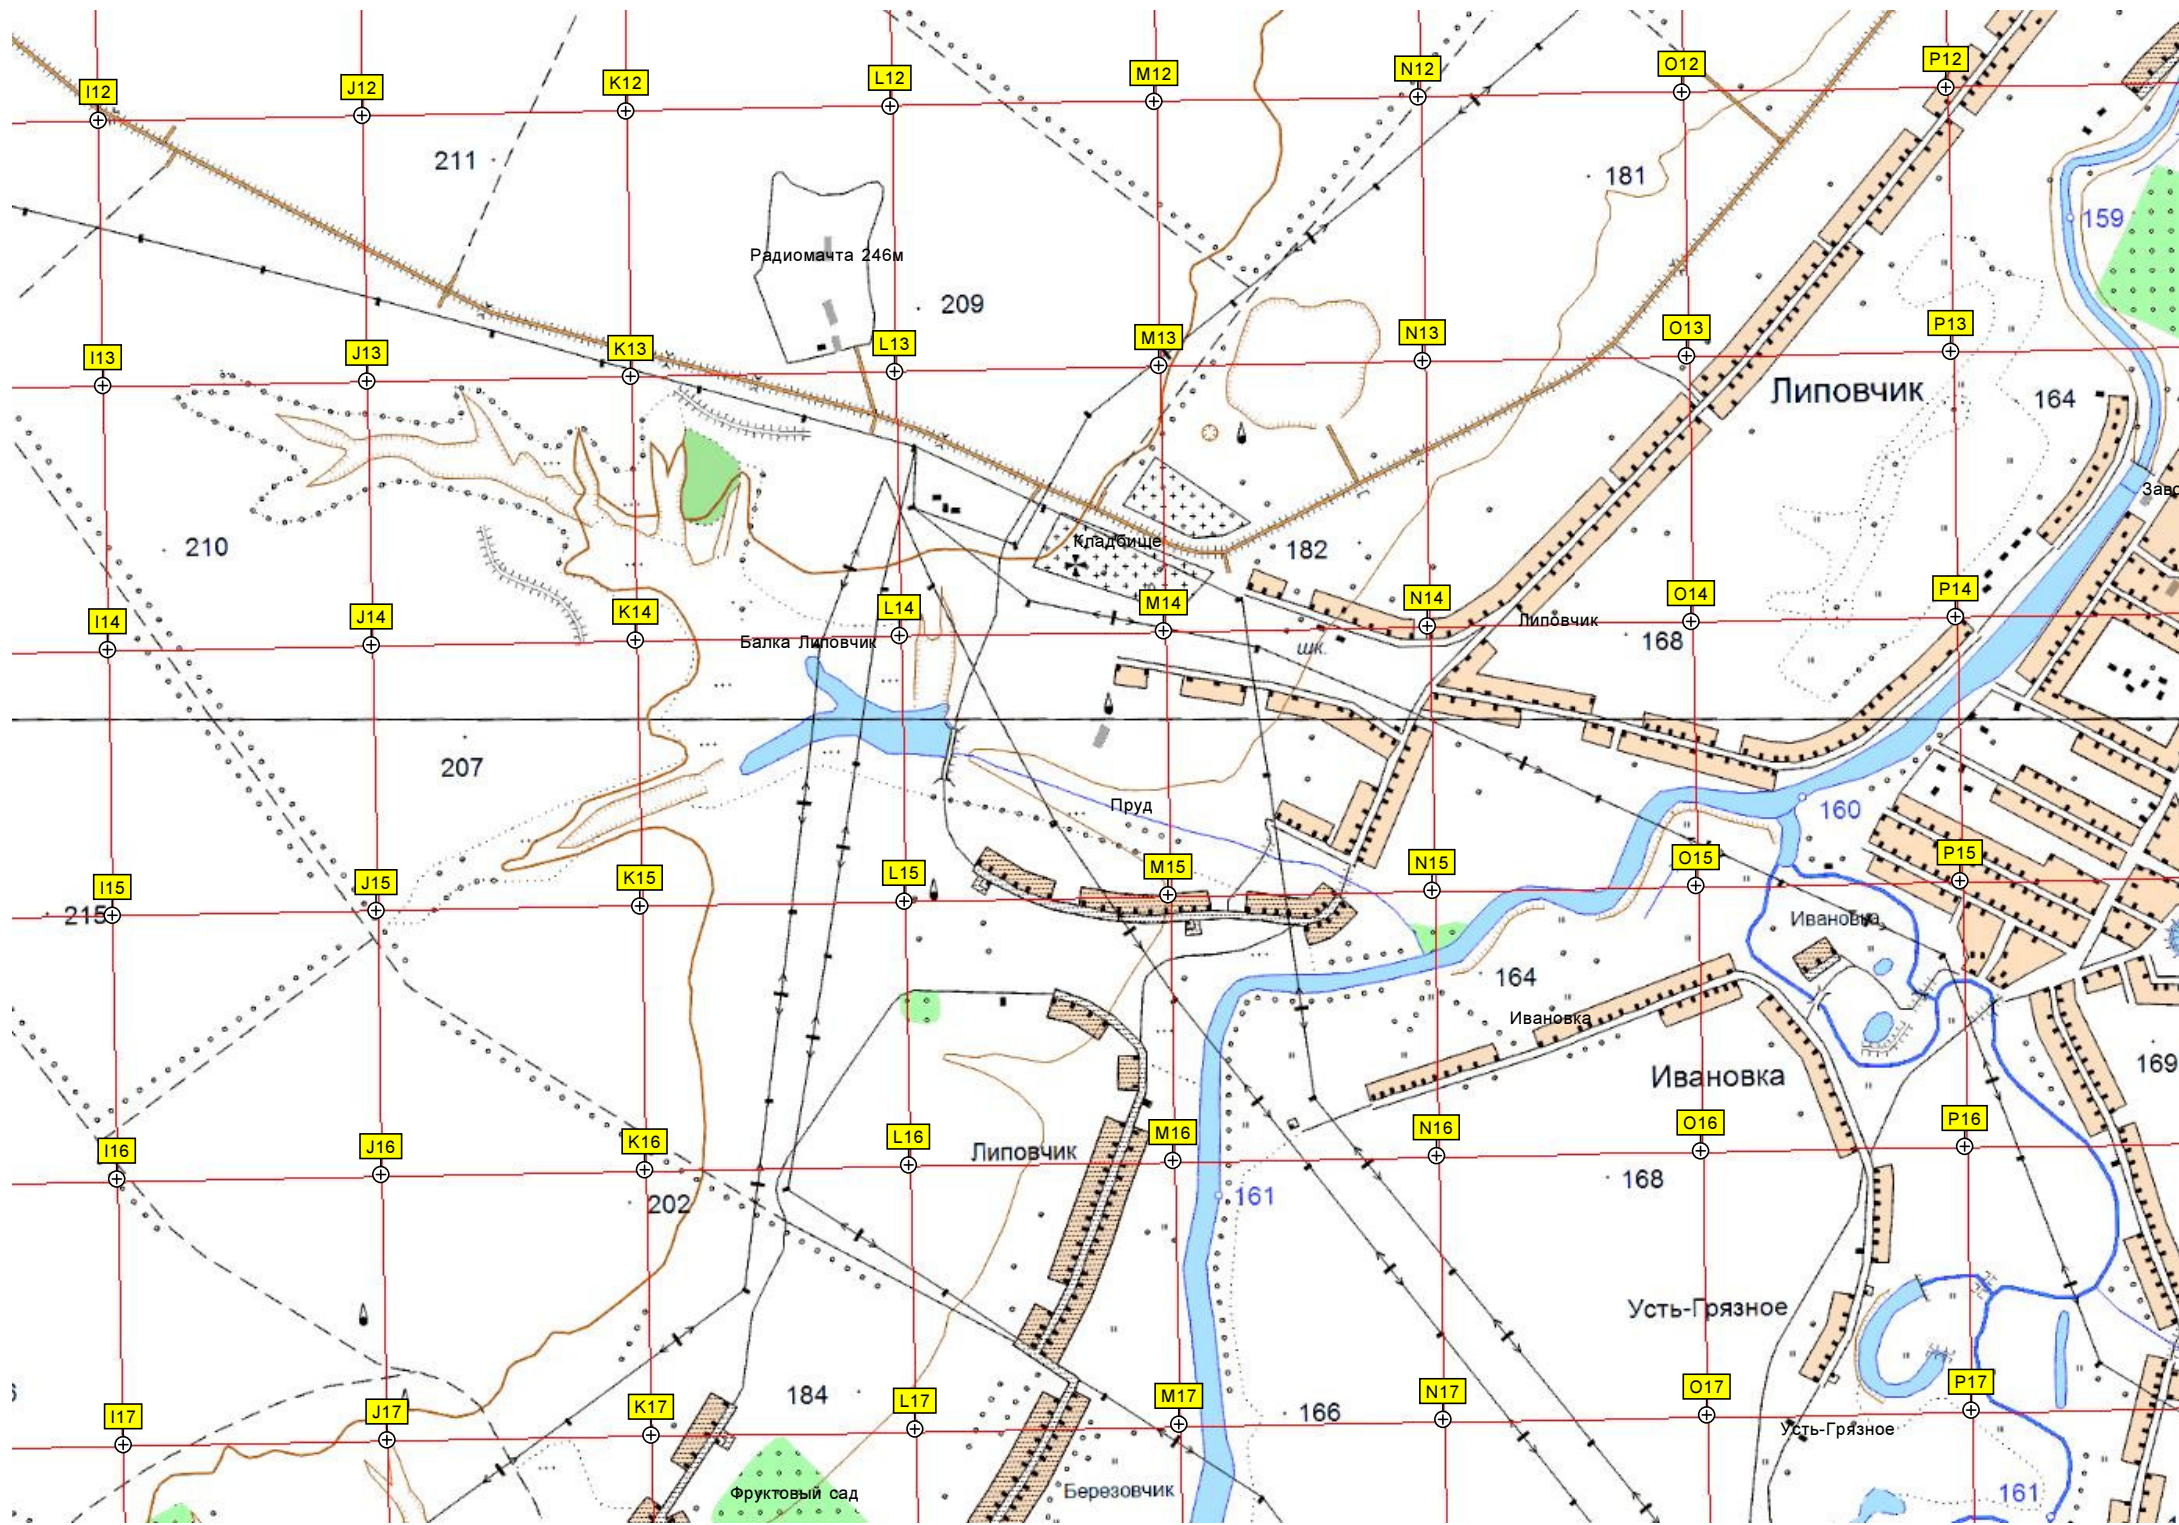 I12 J12 K12 L12 M12 N12 O12 P12
211
181
159
Радиомачта 246м
209
I13 J13 K13 L13 M13 N13 O13 P13
Липовчик
164
210
Кладбище
182
I14 J14 K14 L14 M14 N14 O14 P14
Липовчик
168
шк.
Балка Липовчик
207
Пруд
160
I15 J15 K15 L15 M15 N15 O15 P15
215
Ивановка
164
Ивановка
Ивановка
169
I16 J16 K16 L16 M16 N16 O16 P16
Липовчик
202
161
168
Усть-Грязное
184
166
I17 J17 K17 L17 M17 N17 O17 P17
Усть-Грязное
Фруктовый сад
Березовчик
161